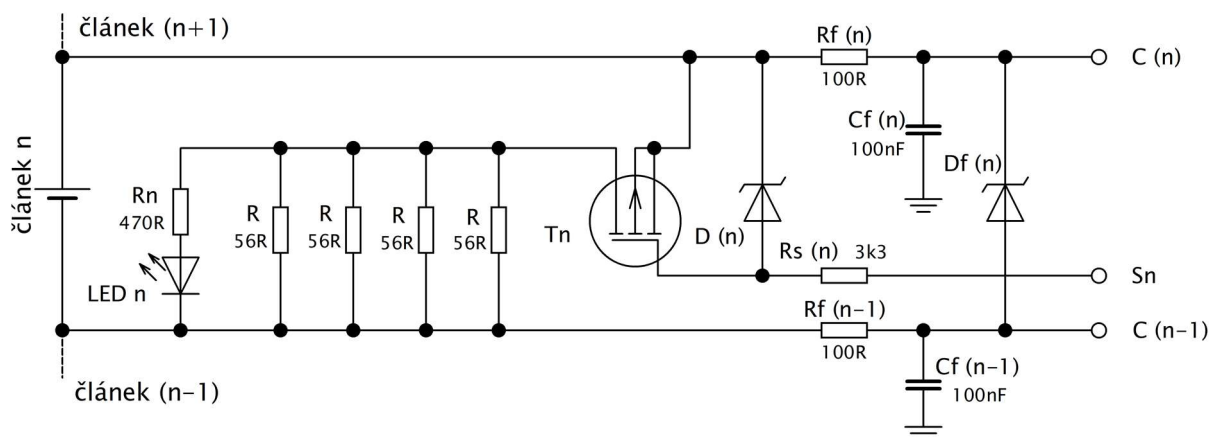 článek (n+1)
Rf (n)
100R
C (n)
Cf (n)
100nF
Df (n)
článek n
Rn
470R
R
56R
R
56R
R
56R
R
56R
Tn
D (n)
Rs (n) 3k3
Sn
LED n
Rf (n-1)
100R
C (n-1)
Cf (n-1)
100nF
článek (n-1)